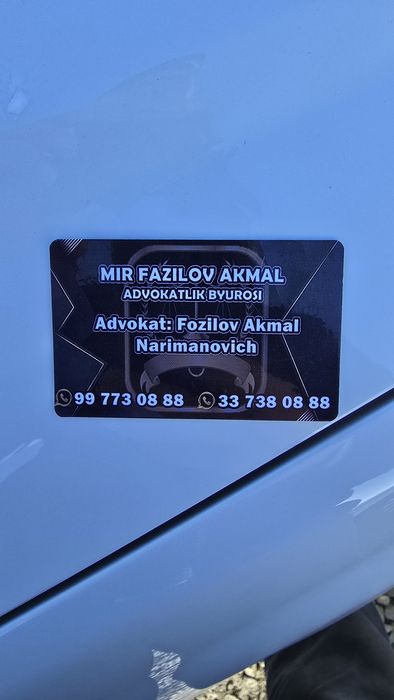 MIR FAZILOV AKMAL
ADVOKATLIK BYUROSI
Advokat: Fozilov Akmal
Narimanovich
99 773 08 88 33 738 08 88